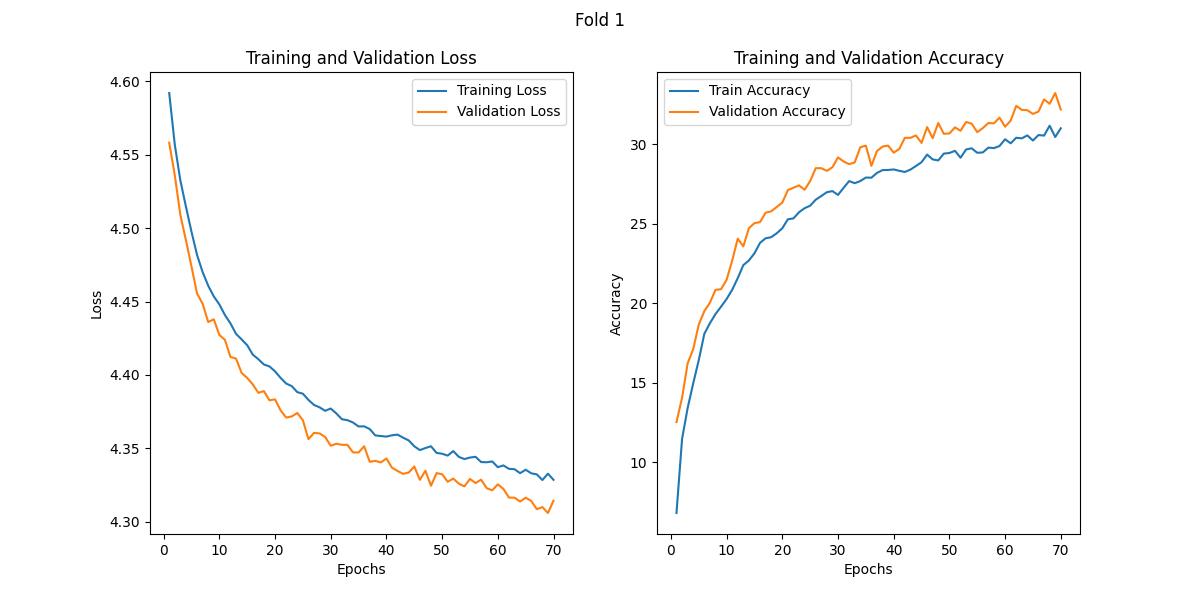 Fold 1
Training and Validation Loss
Training Loss
Validation Loss
4.60
4.55
4.50
4.45
4.40
4.35
4.30
Loss
0 10 20 30 40 50 60 70
Epochs
Training and Validation Accuracy
Train Accuracy
Validation Accuracy
30
25
20
15
10
Accuracy
0 10 20 30 40 50 60 70
Epochs